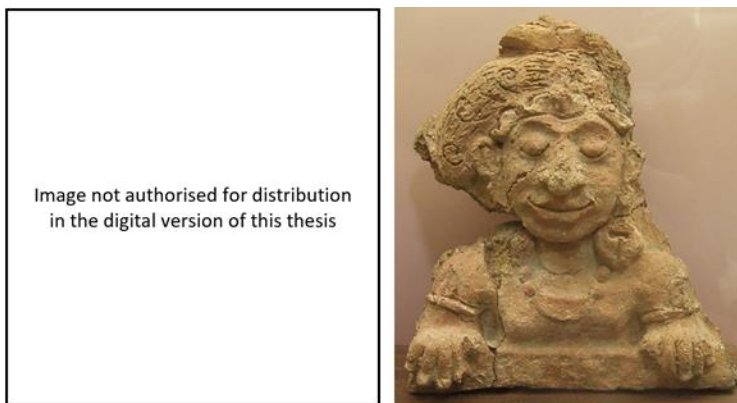 Image not authorised for distribution
in the digital version of this thesis